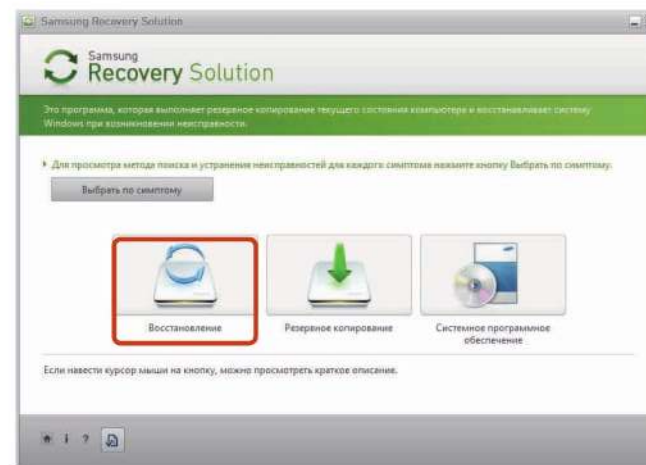 Samsung Recovery Solution
Samsung
Recovery Solution
Это программа, которая выполняет резервное копирование текущего состояния компьютера и восстанавливает систему
Windows при возникновении неисправности.
Для просмотра метода поиска и устранения неисправностей для каждого симптома нажмите кнопку Выбрать по симптому.
Выбрать по симптому
Восстановление
Резервное копирование
Системное программное
обеспечение
Если навести курсор мыши на кнопку, можно просмотреть краткое описание.
i ?